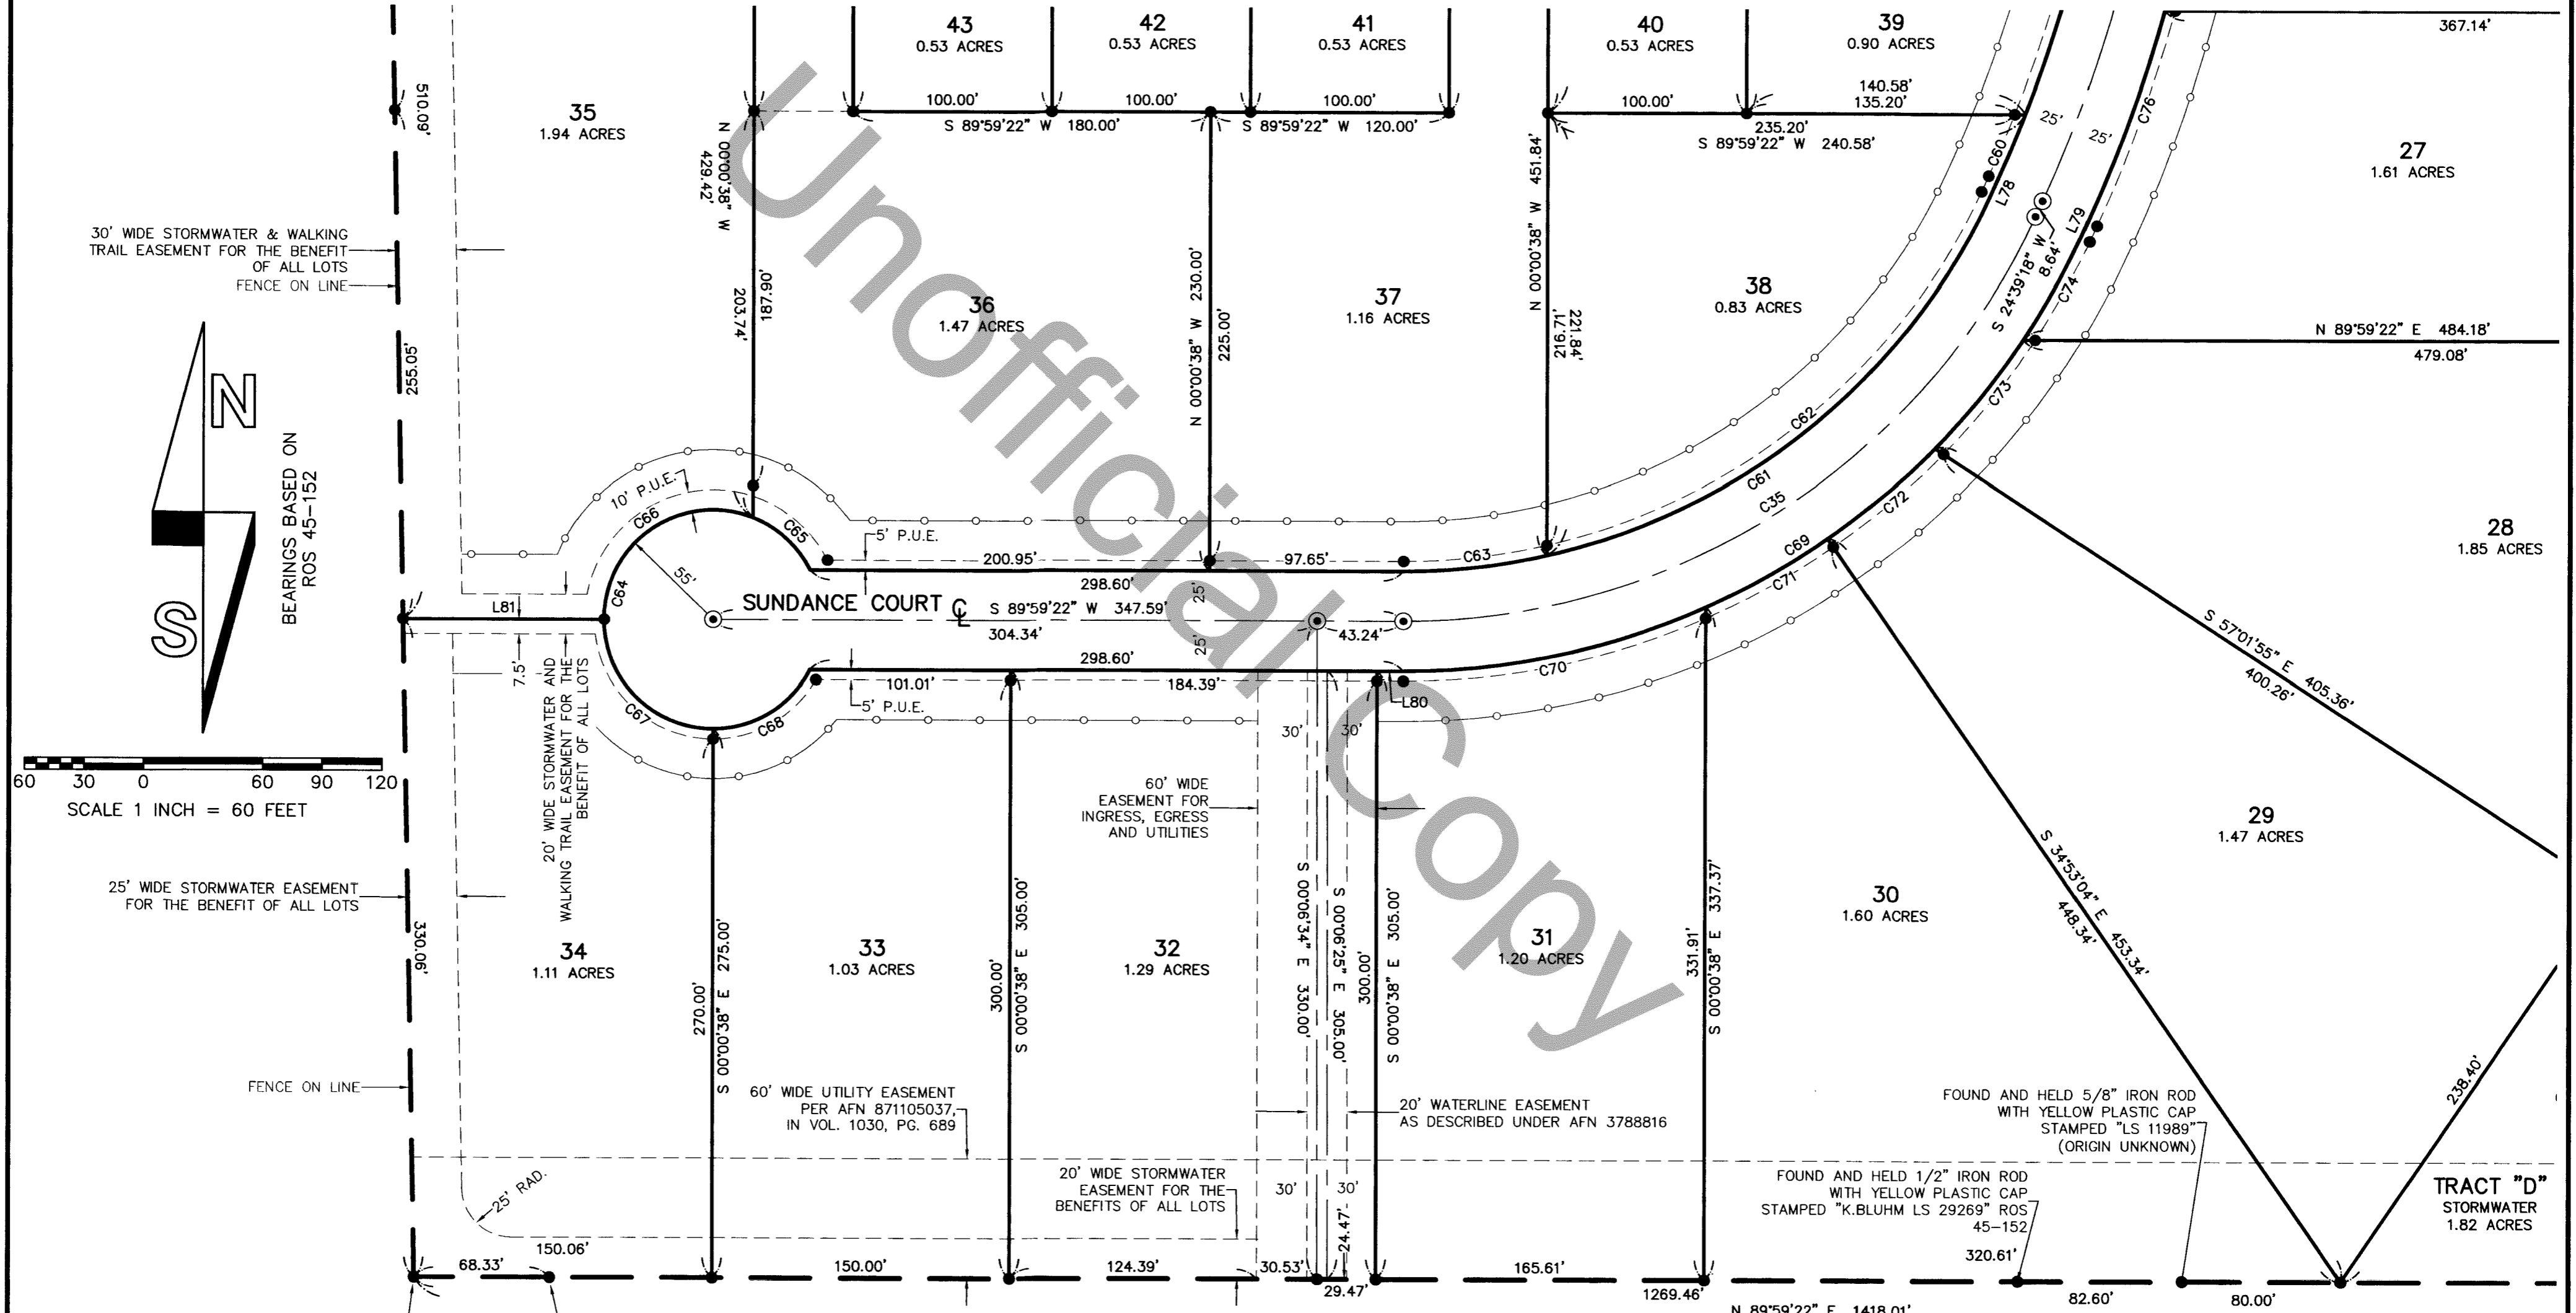 43
0.53 ACRES
42
0.53 ACRES
41
0.53 ACRES
40
0.53 ACRES
39
0.90 ACRES
367.14'
510.09'
35
1.94 ACRES
100.00'
100.00'
100.00'
100.00'
140.58'
135.20'
S 89°59'22" W 180.00'
S 89°59'22" W 120.00'
235.20'
S 89°59'22" W 240.58'
25'
25'
C76
C60
L78
27
1.61 ACRES
N 00°00'38" W
429.42'
187.90'
203.74'
N 00°00'38" W 230.00'
225.00'
N 00°00'38" W 451.84'
221.84'
216.71'
30' WIDE STORMWATER & WALKING
TRAIL EASEMENT FOR THE BENEFIT
OF ALL LOTS
FENCE ON LINE
36
1.47 ACRES
37
1.16 ACRES
38
0.83 ACRES
L79
S 24°39'18" W
8.64'
C74
N 89°59'22" E 484.18'
479.08'
255.05'
N
S
BEARINGS BASED ON
ROS 45-152
C73
C62
C61
C35
C72
C69
C71
C63
C70
10' P.U.E.
C66
C65
C64
55'
L81
5' P.U.E.
200.95'
97.65'
298.60'
25'
SUNDANCE COURT ℄ S 89°59'22" W 347.59'
304.34'
43.24'
25'
298.60'
101.01'
184.39'
5' P.U.E.
L80
C67
C68
7.5'
20' WIDE STORMWATER AND
WALKING TRAIL EASEMENT FOR THE
BENEFIT OF ALL LOTS
28
1.85 ACRES
S 57°01'55" E 405.36'
400.26'
60 30 0 60 90 120
SCALE 1 INCH = 60 FEET
30'
30'
60' WIDE
EASEMENT FOR
INGRESS, EGRESS
AND UTILITIES
29
1.47 ACRES
S 34°53'04" E 453.34'
448.34'
25' WIDE STORMWATER EASEMENT
FOR THE BENEFIT OF ALL LOTS
330.06'
34
1.11 ACRES
33
1.03 ACRES
32
1.29 ACRES
31
1.20 ACRES
30
1.60 ACRES
270.00'
S 00°00'38" E 275.00'
300.00'
S 00°00'38" E 305.00'
S 00°06'34" E 330.00'
S 00°06'25" E 305.00'
300.00'
S 00°00'38" E 305.00'
331.91'
S 00°00'38" E 337.37'
FENCE ON LINE
60' WIDE UTILITY EASEMENT
PER AFN 871105037,
IN VOL. 1030, PG. 689
20' WATERLINE EASEMENT
AS DESCRIBED UNDER AFN 3788816
FOUND AND HELD 5/8" IRON ROD
WITH YELLOW PLASTIC CAP
STAMPED "LS 11989"
(ORIGIN UNKNOWN)
238.40'
20' WIDE STORMWATER
EASEMENT FOR THE
BENEFITS OF ALL LOTS
30'
30'
24.47'
FOUND AND HELD 1/2" IRON ROD
WITH YELLOW PLASTIC CAP
STAMPED "K.BLUHM LS 29269" ROS
45-152
TRACT "D"
STORMWATER
1.82 ACRES
25' RAD.
68.33'
150.06'
150.00'
124.39'
30.53'
29.47'
165.61'
1269.46'
320.61'
82.60'
80.00'
N 89°59'22" E 1418.01'
Unofficial Copy